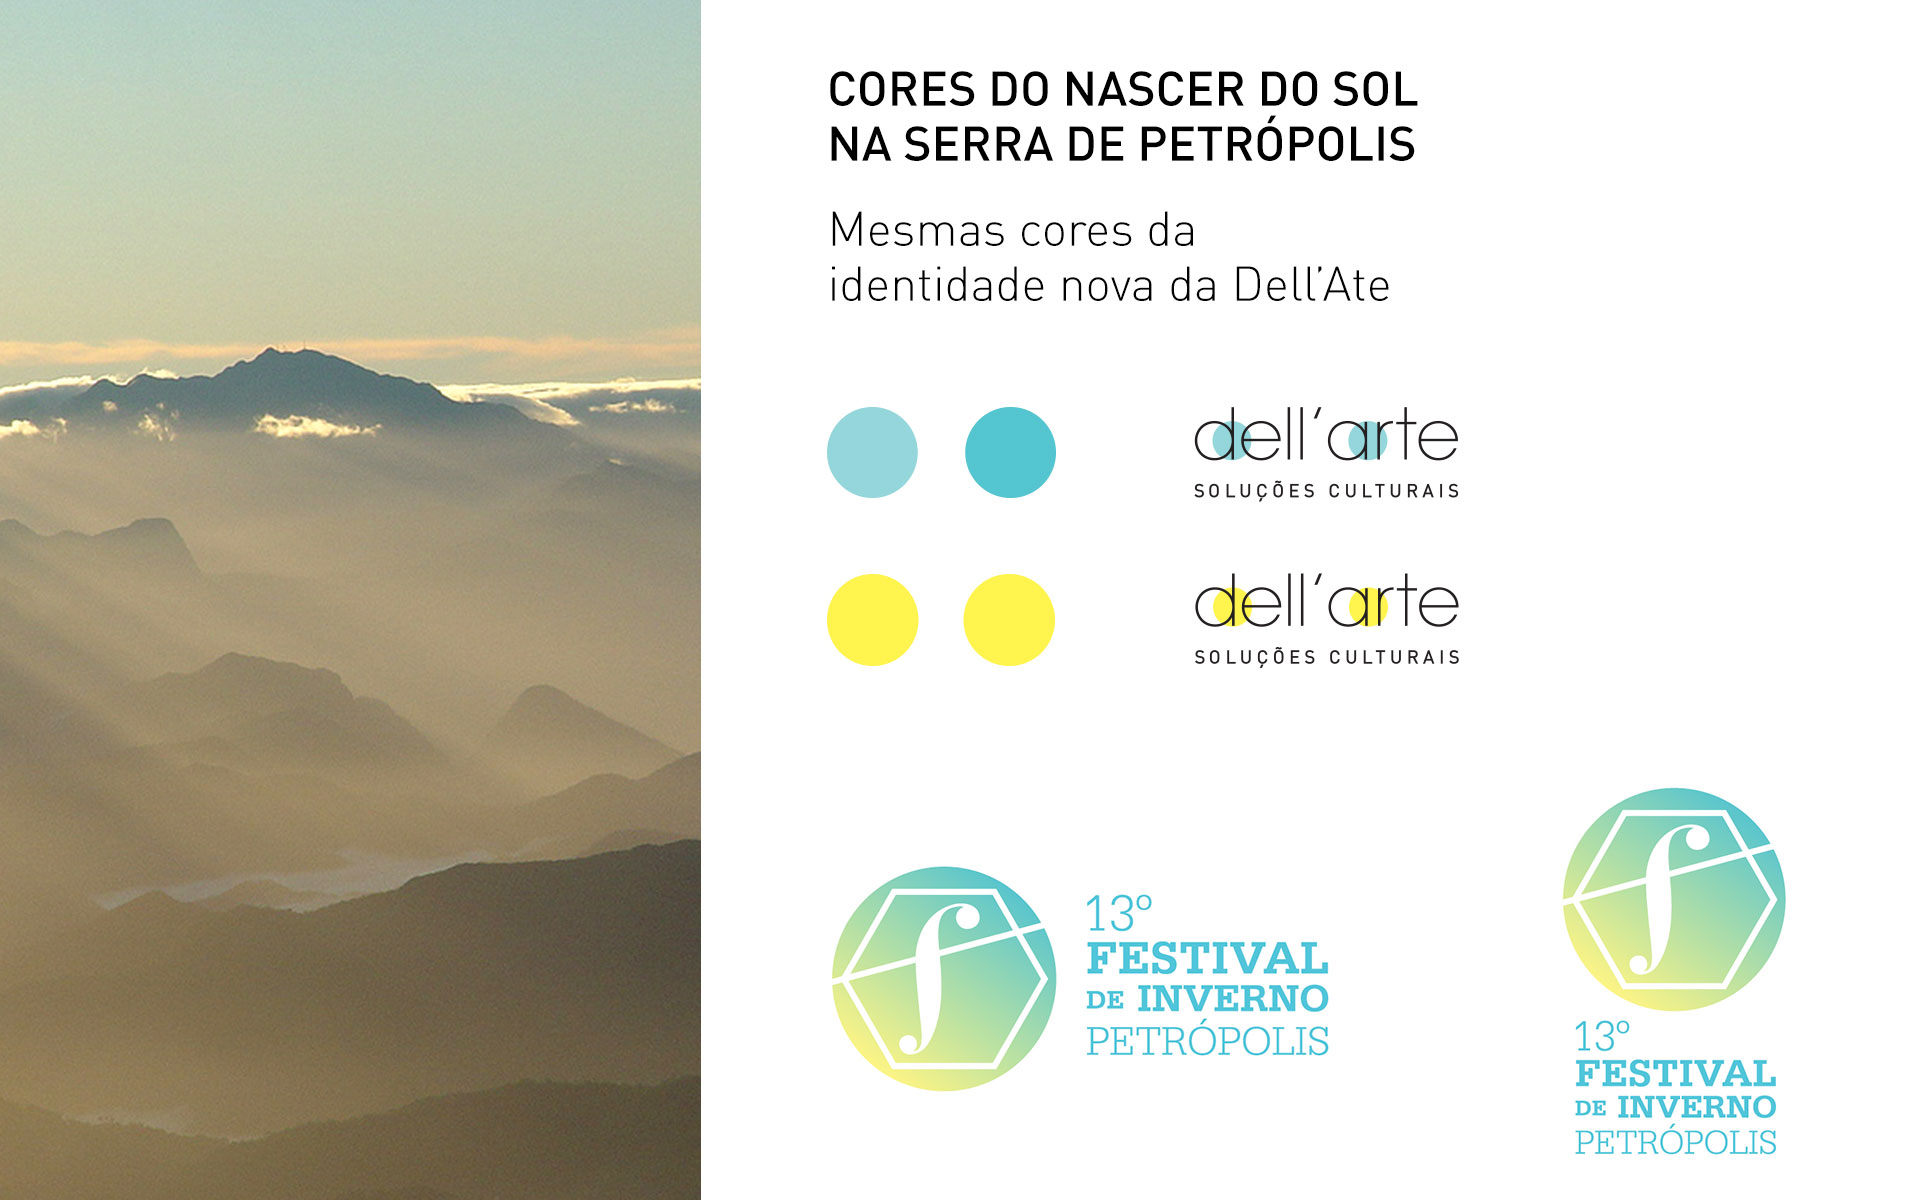 CORES DO NASCER DO SOL
NA SERRA DE PETRÓPOLIS
Mesmas cores da
identidade nova da Dell'Ate
dell'arte
SOLUÇÕES CULTURAIS
dell'arte
SOLUÇÕES CULTURAIS
13º
FESTIVAL
DE INVERNO
PETRÓPOLIS
13º
FESTIVAL
DE INVERNO
PETRÓPOLIS